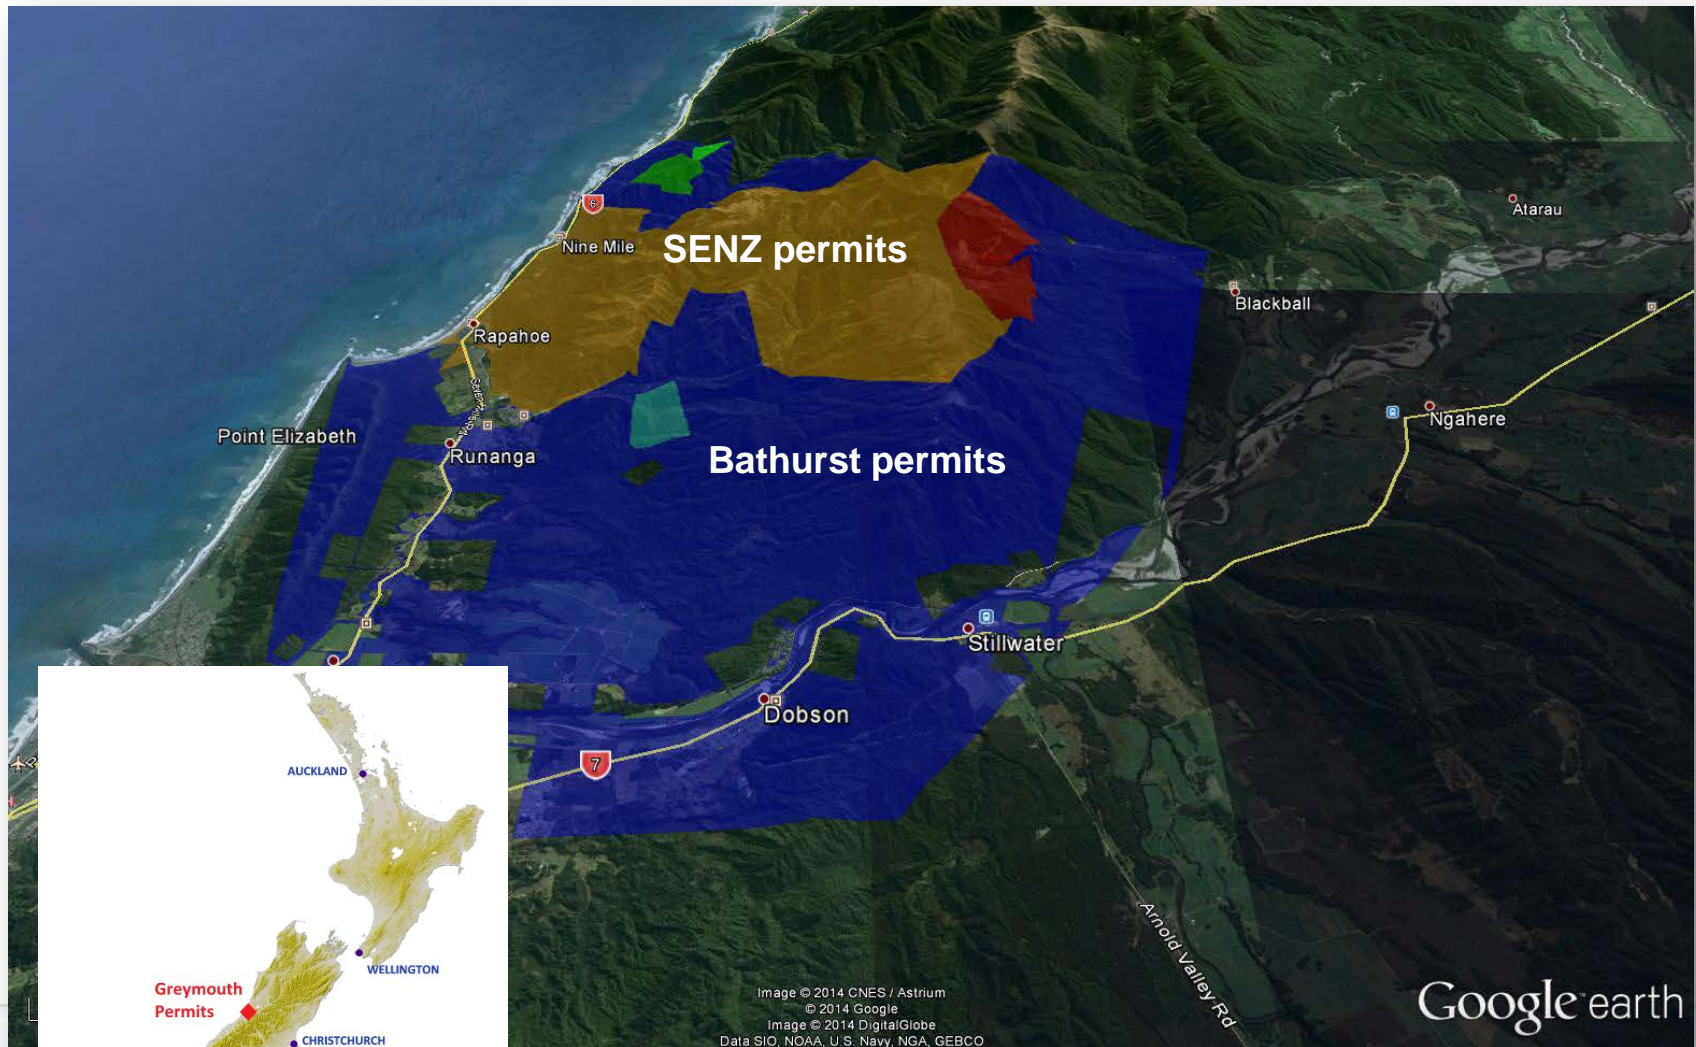 6
Atarau
Nine Mile
SENZ permits
Blackball
Rapahoe
Ngahere
Point Elizabeth
Runanga
Bathurst permits
Stillwater
Dobson
7
AUCKLAND
WELLINGTON
Greymouth
Permits
CHRISTCHURCH
Arnold Valley Rd
Image © 2014 CNES / Astrium
© 2014 Google
Image © 2014 DigitalGlobe
Data SIO, NOAA, U.S. Navy, NGA, GEBCO
Google earth